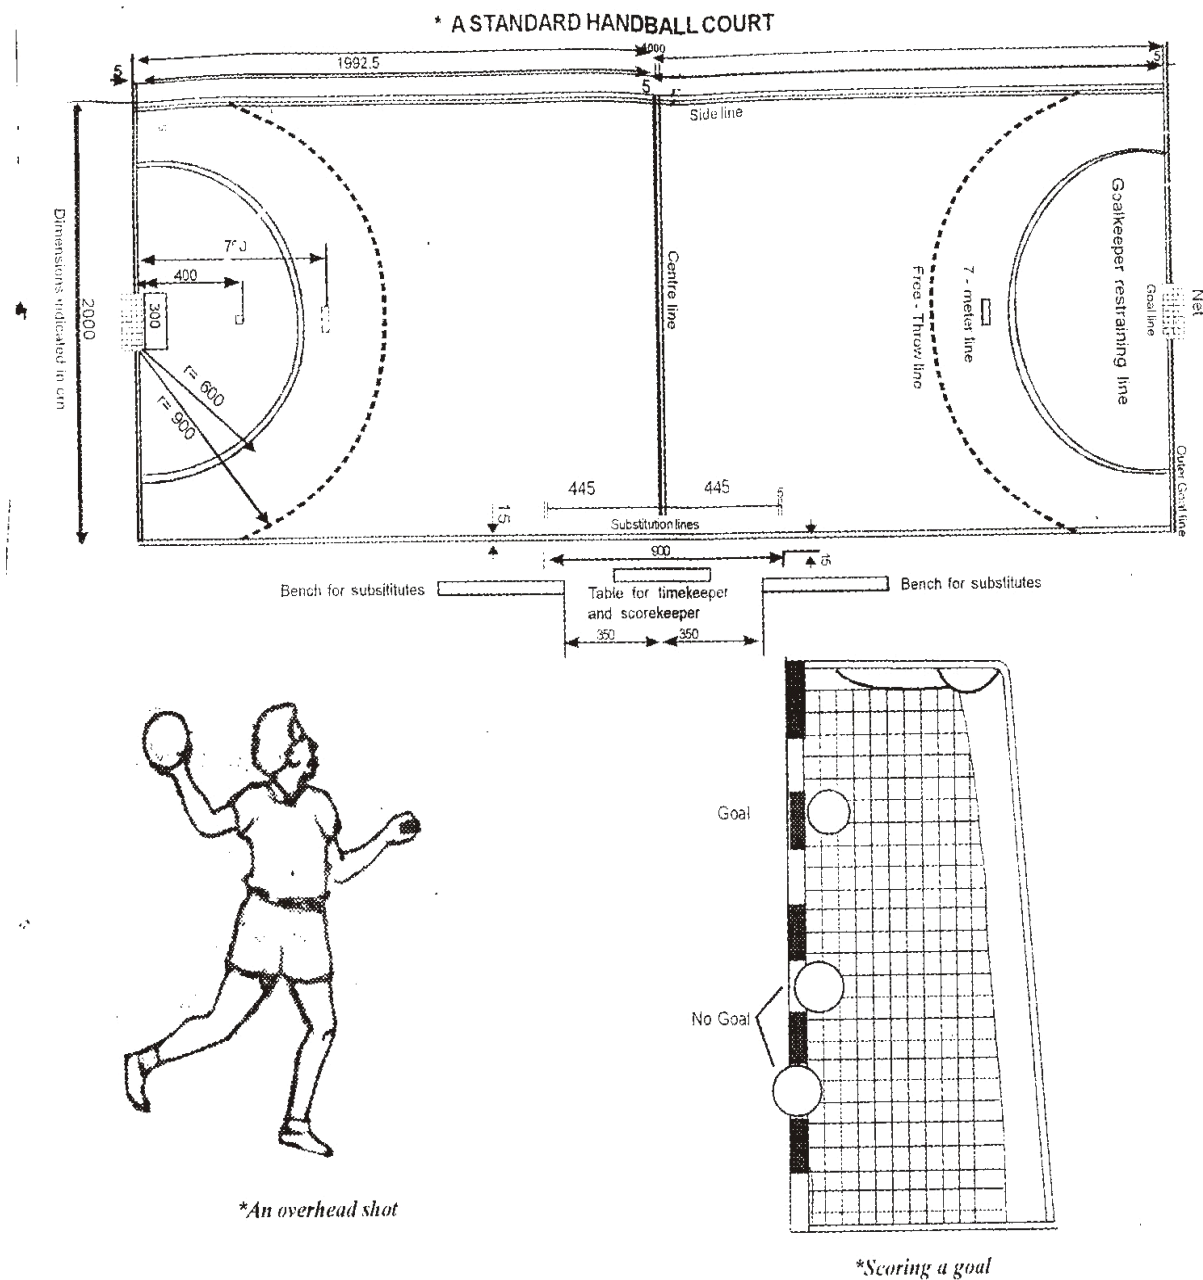 * A STANDARD HANDBALL COURT
1992.5
5
5
5
Side line
Dimensions indicated in cm
2000
400
300
r= 600
r= 900
Centre line
Free - Throw line
7 - meter line
Goalkeeper restraining line
Goal line
Net
Outer Goal line
445
445
15
Substitution lines
900
15
Bench for subsititutes
Table for timekeeper
and scorekeeper
Bench for substitutes
350
350
Goal
No Goal
*An overhead shot
*Scoring a goal